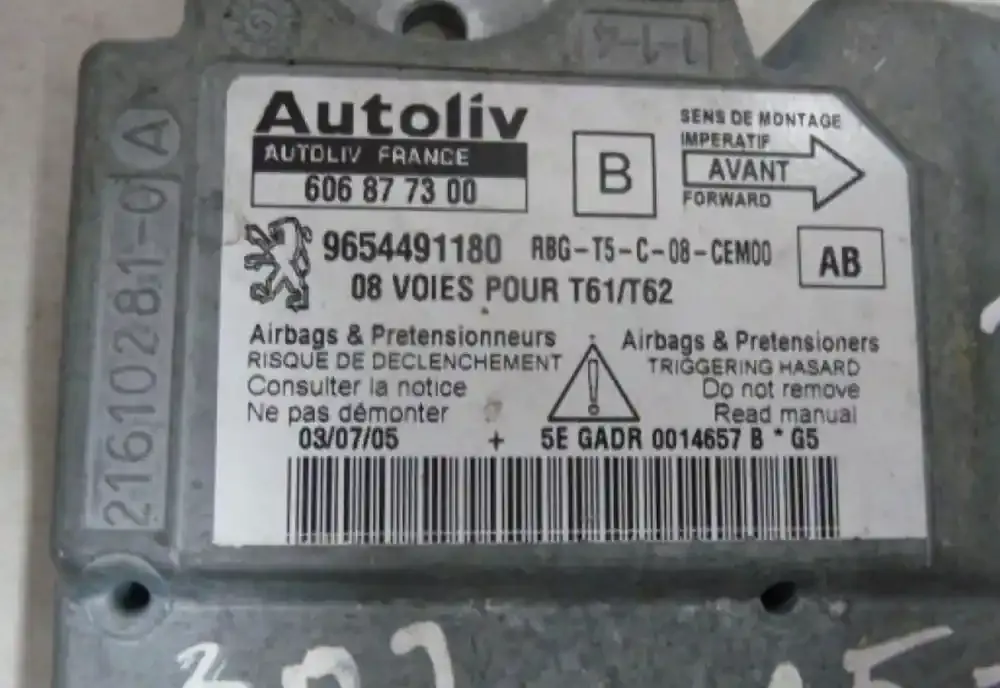 1-1-4
21610281-0 A
Autoliv
AUTOLIV FRANCE
606 87 73 00
B
SENS DE MONTAGE
IMPERATIF
AVANT
FORWARD
9654491180 RBG-T5-C-08-CEM00
AB
08 VOIES POUR T61/T62
Airbags & Pretensionneurs
RISQUE DE DECLENCHEMENT
Consulter la notice
Ne pas démonter
Airbags & Pretensioners
TRIGGERING HASARD
Do not remove
Read manual
03/07/05 + 5E GADR 0014657 B * G5